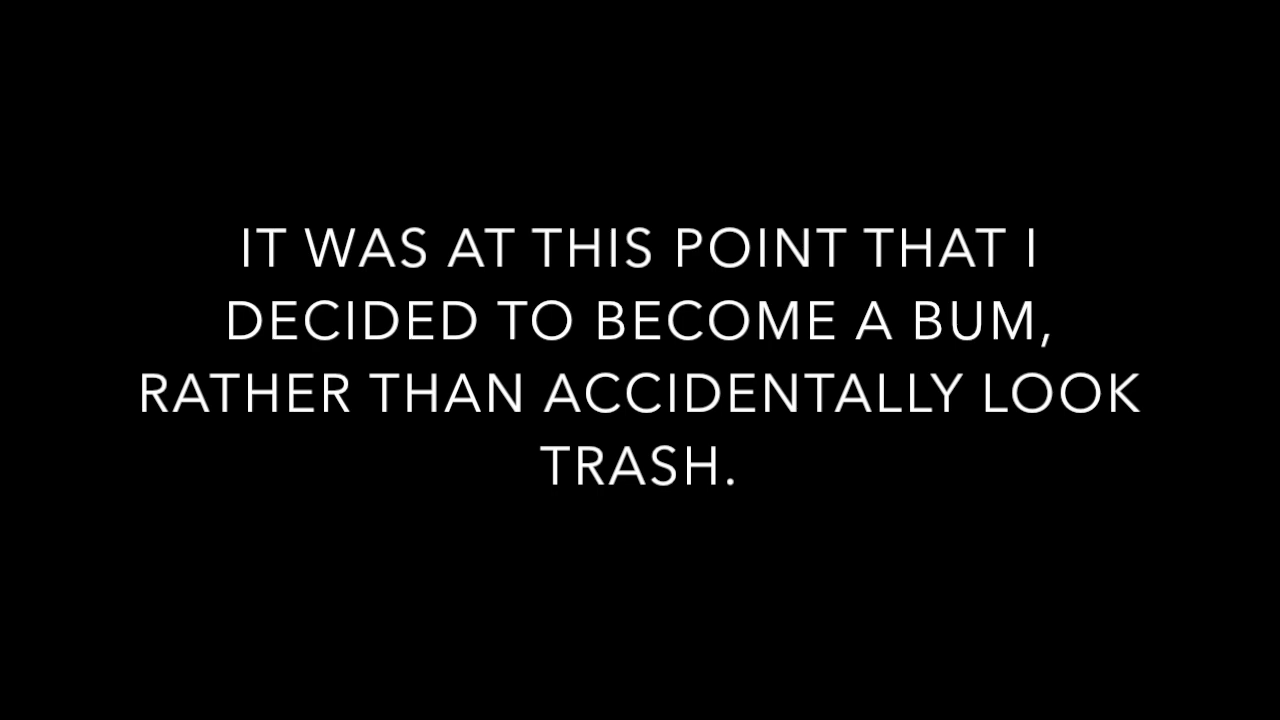 IT WAS AT THIS POINT THAT I
DECIDED TO BECOME A BUM,
RATHER THAN ACCIDENTALLY LOOK
TRASH.